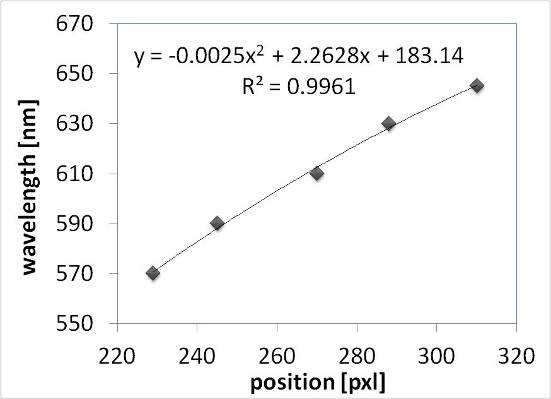 y = -0.0025x² + 2.2628x + 183.14
R² = 0.9961
670
650
630
610
590
570
550
wavelength [nm]
220 240 260 280 300 320
position [pxl]